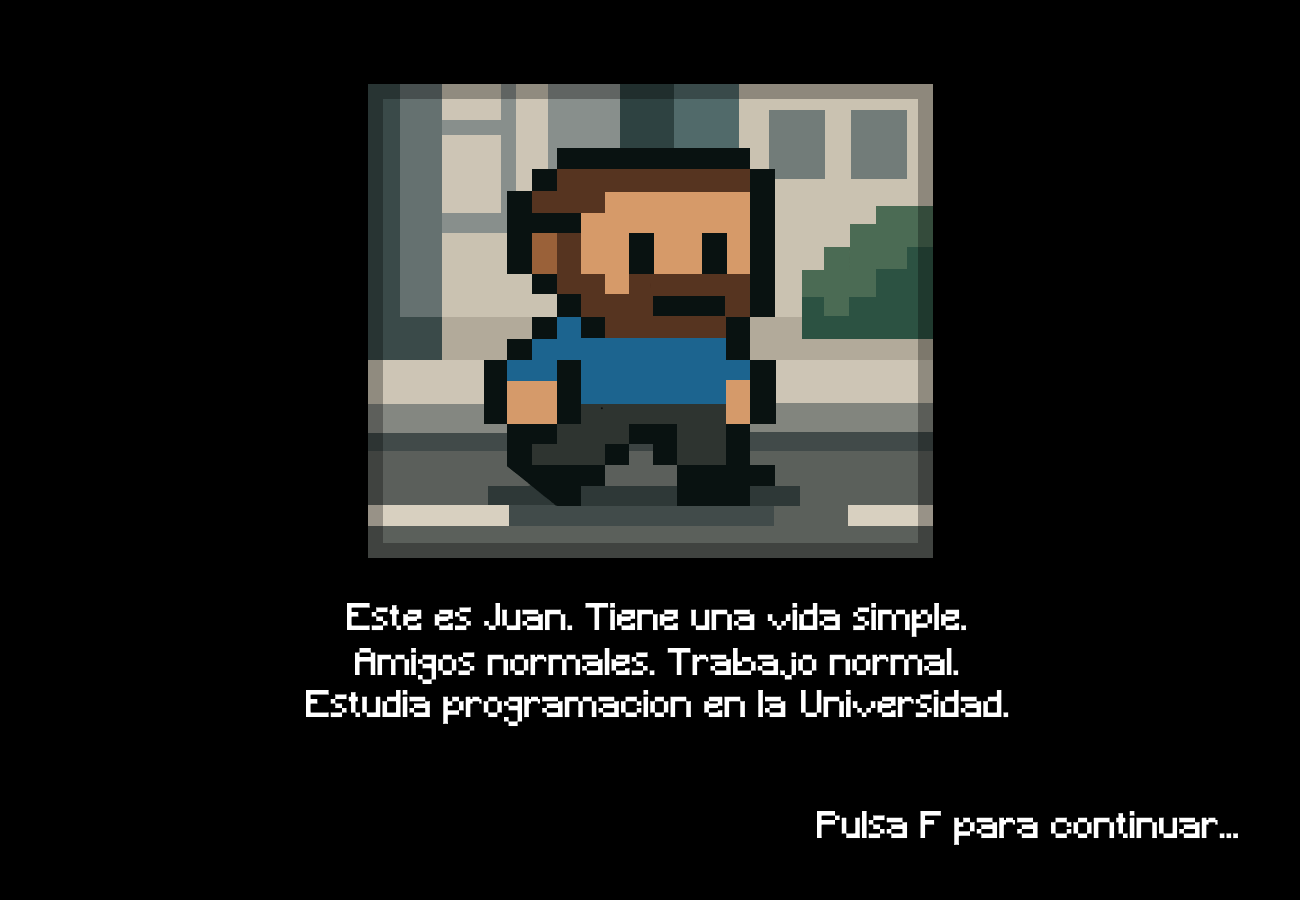 Este es Juan. Tiene una vida simple.
Amigos normales. Trabajo normal.
Estudia programacion en la Universidad.
Pulsa F para continuar...